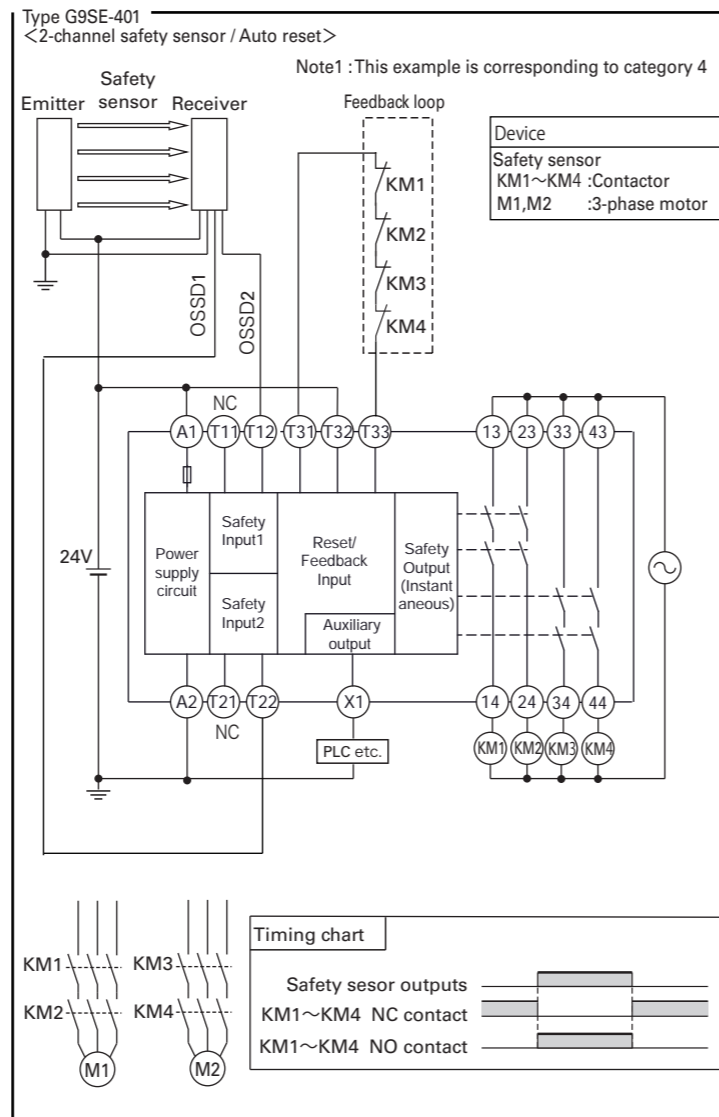 Type G9SE-401
<2-channel safety sensor / Auto reset>
Note1 : This example is corresponding to category 4
Safety
sensor
Emitter
Receiver
Feedback loop
KM1
KM2
KM3
KM4
Device
Safety sensor
KM1～KM4 :Contactor
M1,M2 :3-phase motor
OSSD1
OSSD2
NC
A1
T11
T12
T31
T32
T33
13
23
33
43
24V
Power
supply
circuit
Safety
Input1
Safety
Input2
Reset/
Feedback
Input
Auxiliary
output
Safety
Output
(Instant
aneous)
A2
T21
T22
X1
14
24
34
44
NC
PLC etc.
KM1
KM2
KM3
KM4
KM1
KM2
M1
KM3
KM4
M2
Timing chart
Safety sesor outputs
KM1～KM4 NC contact
KM1～KM4 NO contact